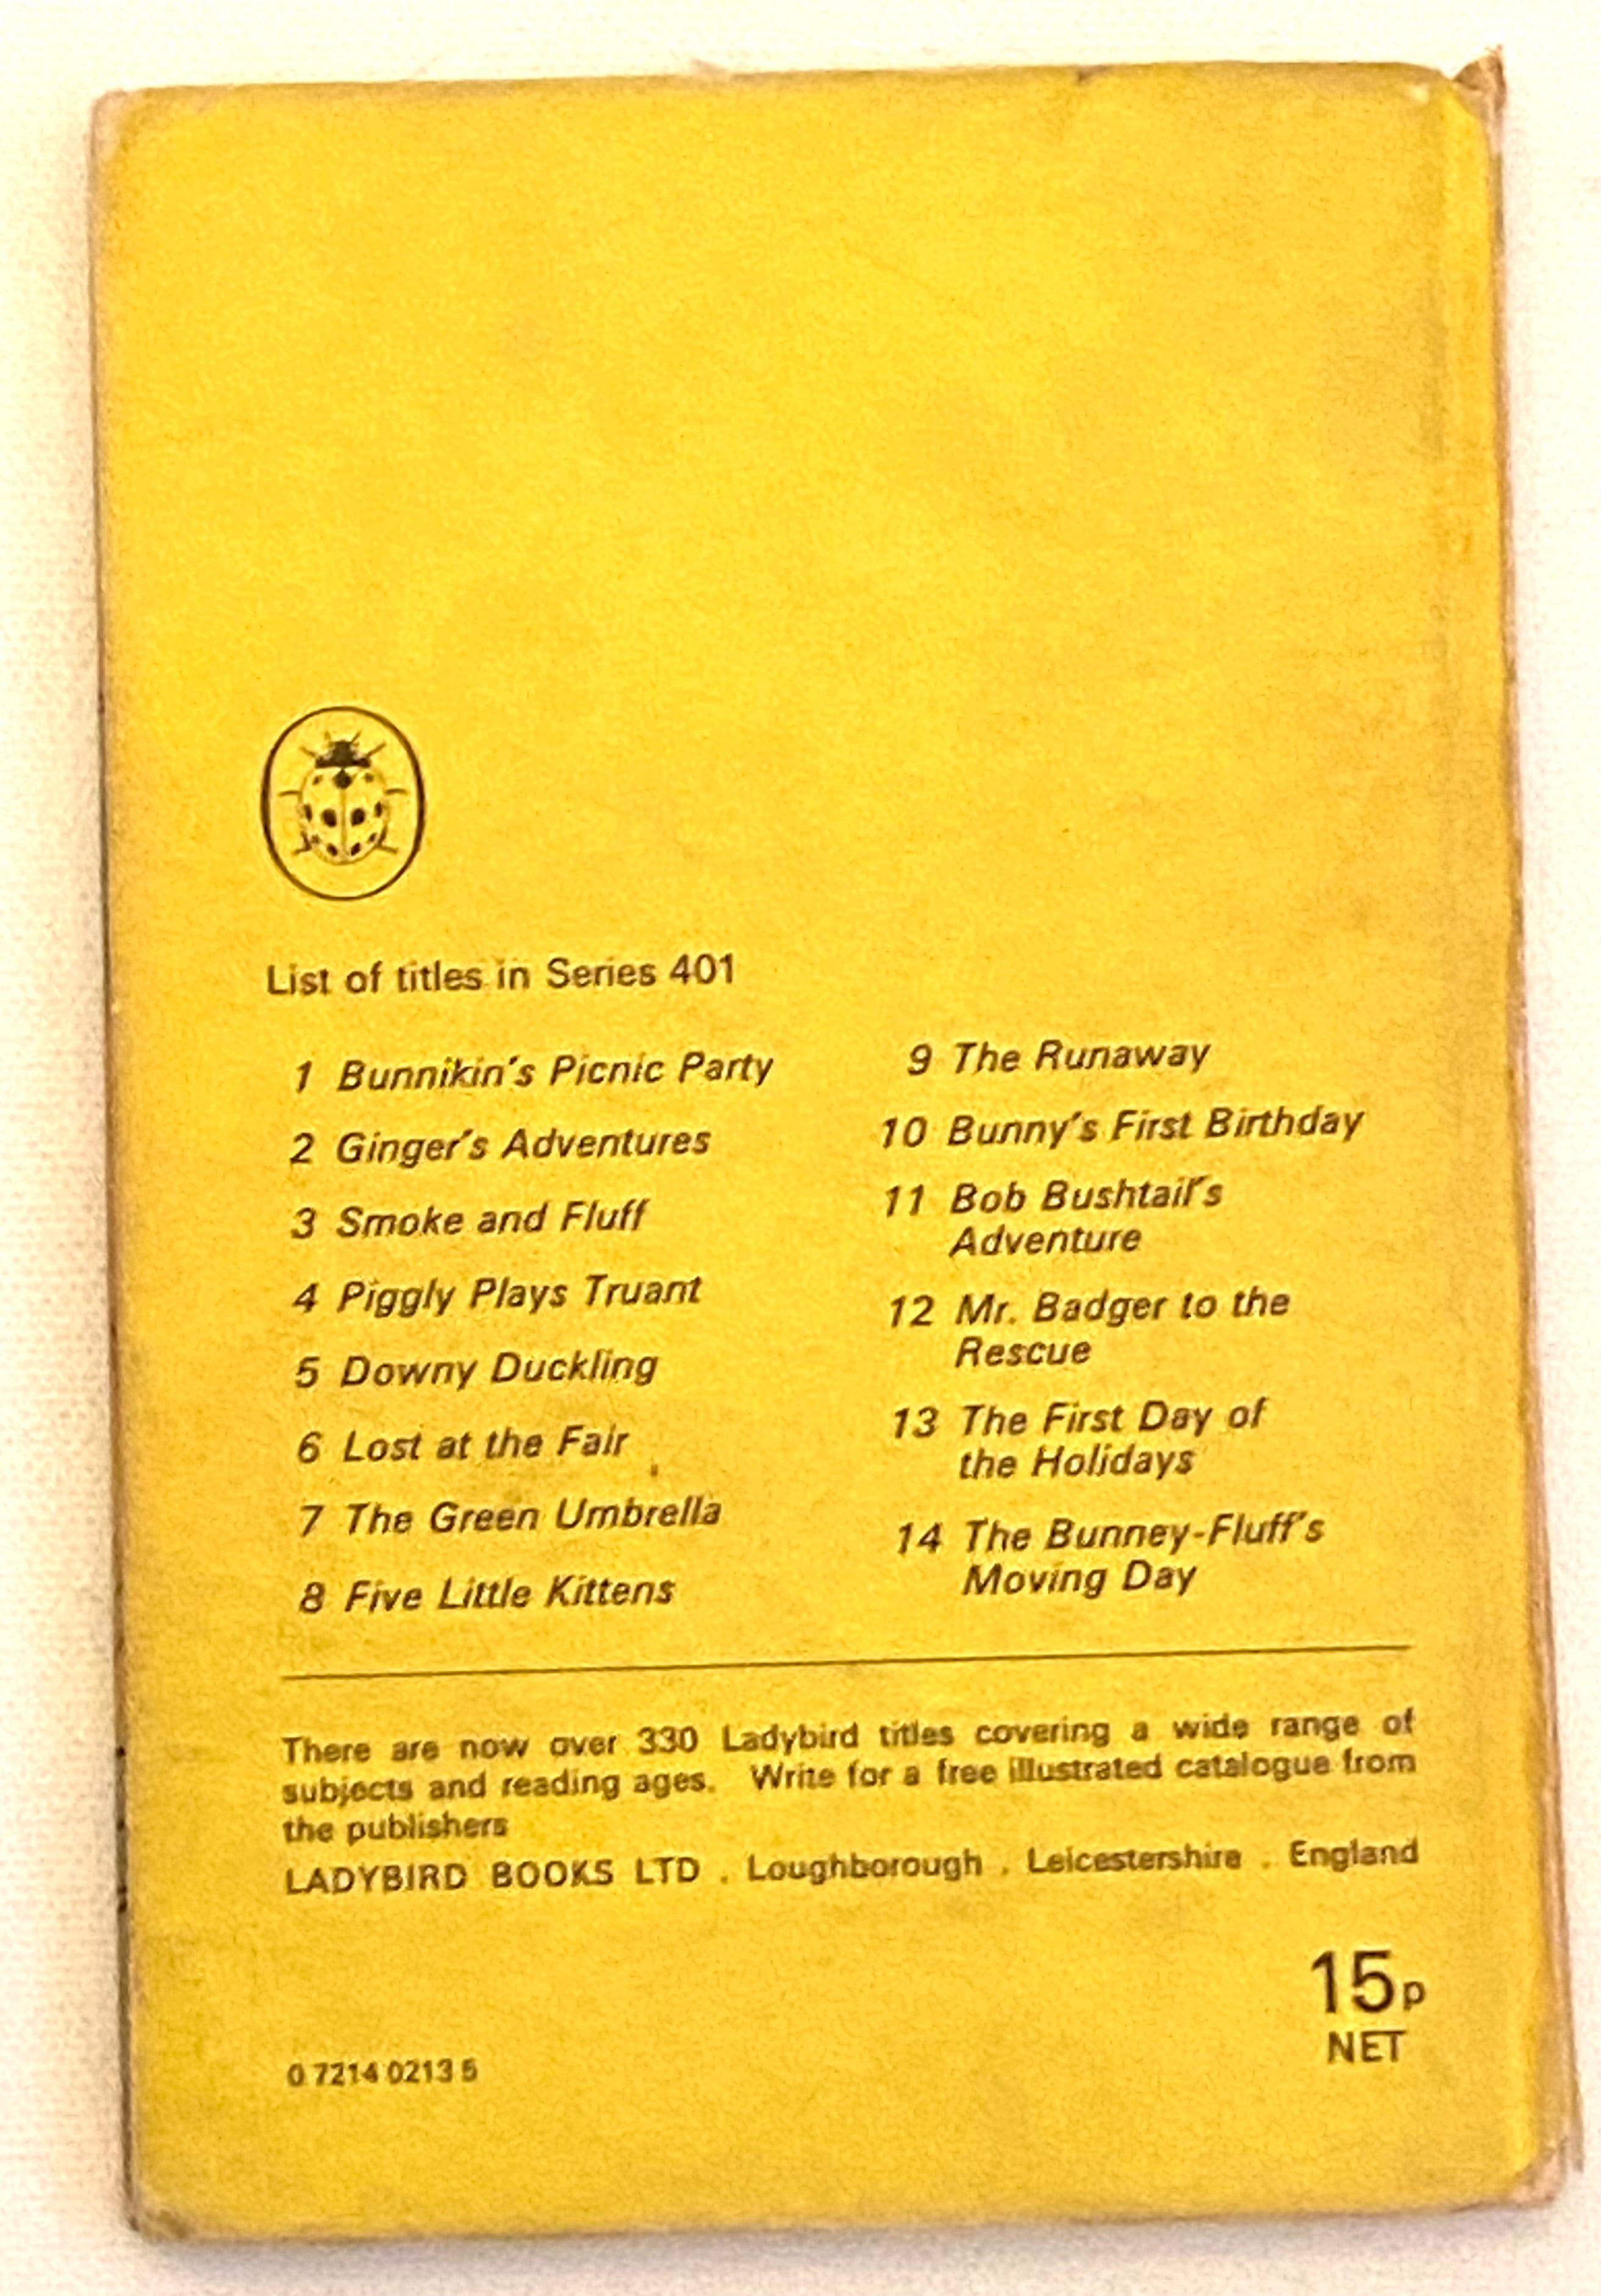 List of titles in Series 401
1 Bunnikin's Picnic Party
2 Ginger's Adventures
3 Smoke and Fluff
4 Piggly Plays Truant
5 Downy Duckling
6 Lost at the Fair
7 The Green Umbrella
8 Five Little Kittens
9 The Runaway
10 Bunny's First Birthday
11 Bob Bushtail's
Adventure
12 Mr. Badger to the
Rescue
13 The First Day of
the Holidays
14 The Bunney-Fluff's
Moving Day
There are now over 330 Ladybird titles covering a wide range of
subjects and reading ages. Write for a free illustrated catalogue from
the publishers
LADYBIRD BOOKS LTD . Loughborough . Leicestershire . England
15p
NET
0 7214 0213 5